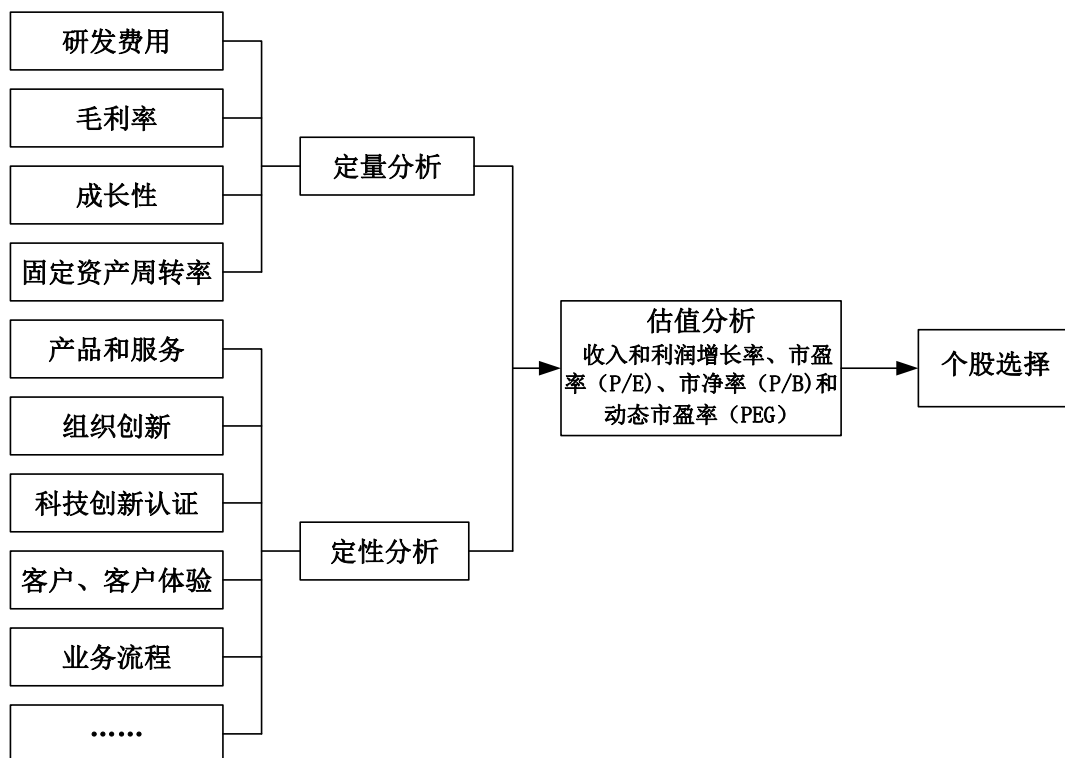 研发费用
毛利率
成长性
固定资产周转率
产品和服务
组织创新
科技创新认证
客户、客户体验
业务流程
……
定量分析
定性分析
估值分析
收入和利润增长率、市盈
率（P/E）、市净率（P/B)和
动态市盈率（PEG）
个股选择